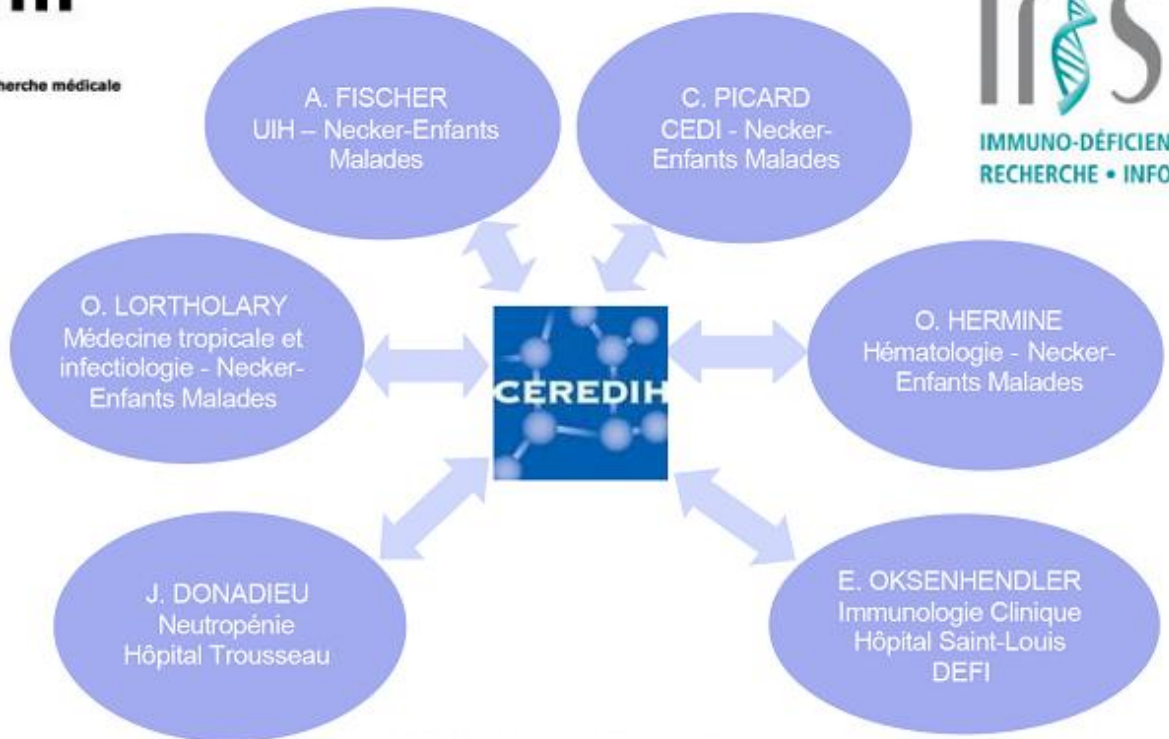 recherche médicale
IMMUNO-DÉFICIEN
RECHERCHE • INFO
A. FISCHER
UIH – Necker-Enfants
Malades
C. PICARD
CEDI - Necker-
Enfants Malades
O. LORTHOLARY
Médecine tropicale et
infectiologie - Necker-
Enfants Malades
CEREDIH
O. HERMINE
Hématologie - Necker-
Enfants Malades
J. DONADIEU
Neutropénie
Hôpital Trousseau
E. OKSENHENDLER
Immunologie Clinique
Hôpital Saint-Louis
DEFI